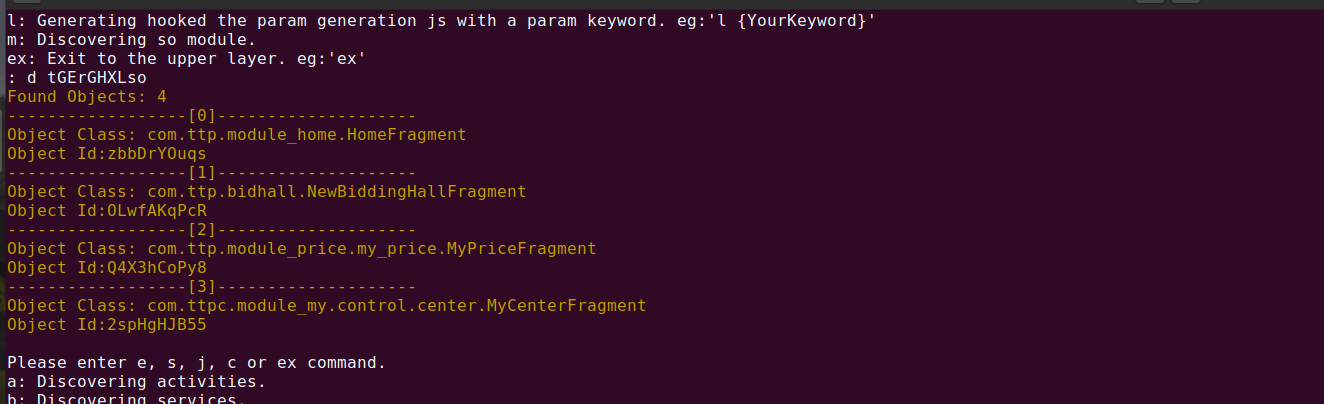 l: Generating hooked the param generation js with a param keyword. eg:'l {YourKeyword}'
m: Discovering so module.
ex: Exit to the upper layer. eg:'ex'
: d tGErGHXLso
Found Objects: 4
------------------[0]--------------------
Object Class: com.ttp.module_home.HomeFragment
Object Id:zbbDrYOuqs
------------------[1]--------------------
Object Class: com.ttp.bidhall.NewBiddingHallFragment
Object Id:OLwfAKqPcR
------------------[2]--------------------
Object Class: com.ttp.module_price.my_price.MyPriceFragment
Object Id:Q4X3hCoPy8
------------------[3]--------------------
Object Class: com.ttpc.module_my.control.center.MyCenterFragment
Object Id:2spHgHJB55
Please enter e, s, j, c or ex command.
a: Discovering activities.
b: Discovering services.